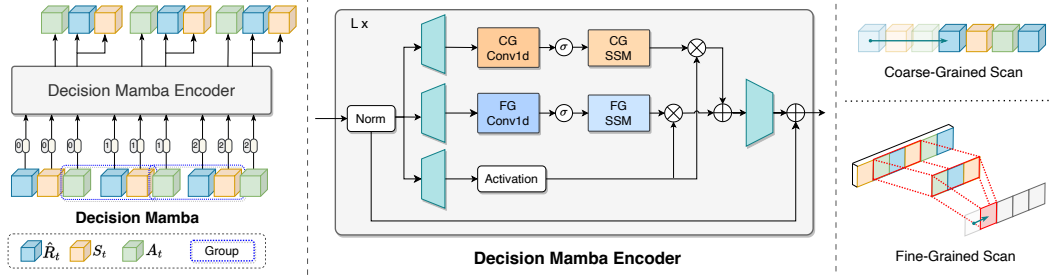 Decision Mamba Encoder
0 0 0 1 1 1 2 2 2
Decision Mamba
R̂t St At Group
L x
Norm
CG
Conv1d
σ
CG
SSM
FG
Conv1d
σ
FG
SSM
Activation
Decision Mamba Encoder
Coarse-Grained Scan
Fine-Grained Scan